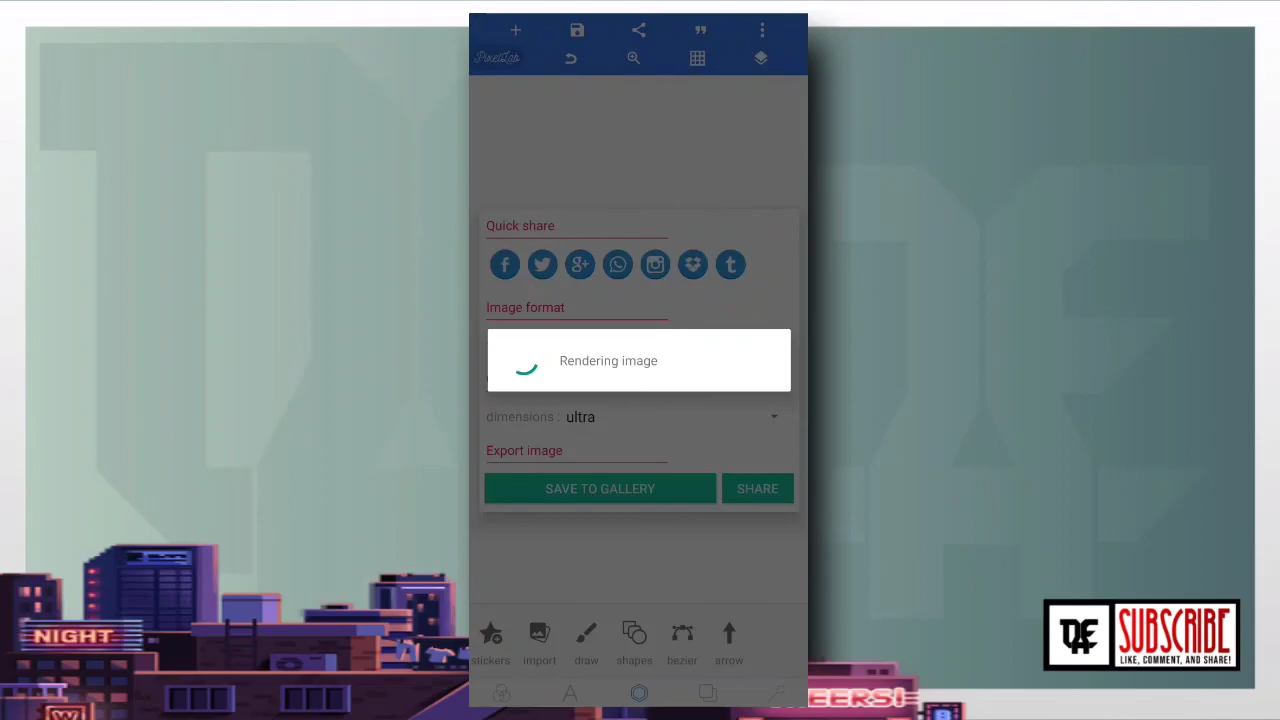 PixelLab
Quick share
Image format
Rendering image
dimensions : ultra
Export image
SAVE TO GALLERY
SHARE
stickers
import
draw
shapes
bezier
arrow
NIGHT
SUBSCRIBE
LIKE, COMMENT, AND SHARE!
EERS!